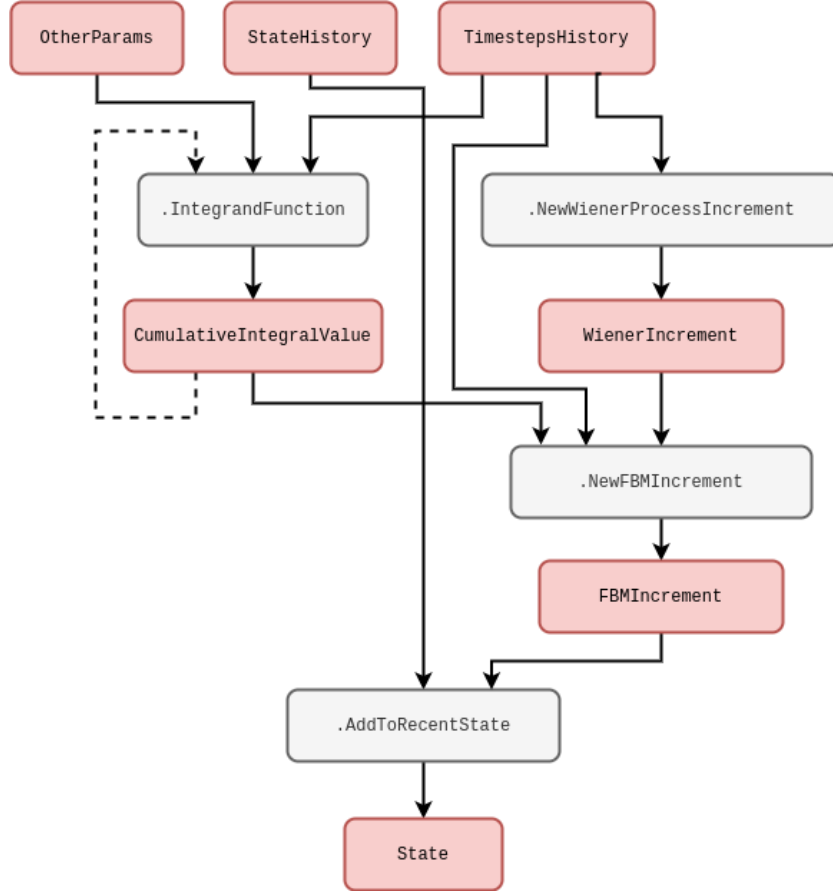 OtherParams
StateHistory
TimestepsHistory
.IntegrandFunction
.NewWienerProcessIncrement
CumulativeIntegralValue
WienerIncrement
.NewFBMIncrement
FBMIncrement
.AddToRecentState
State